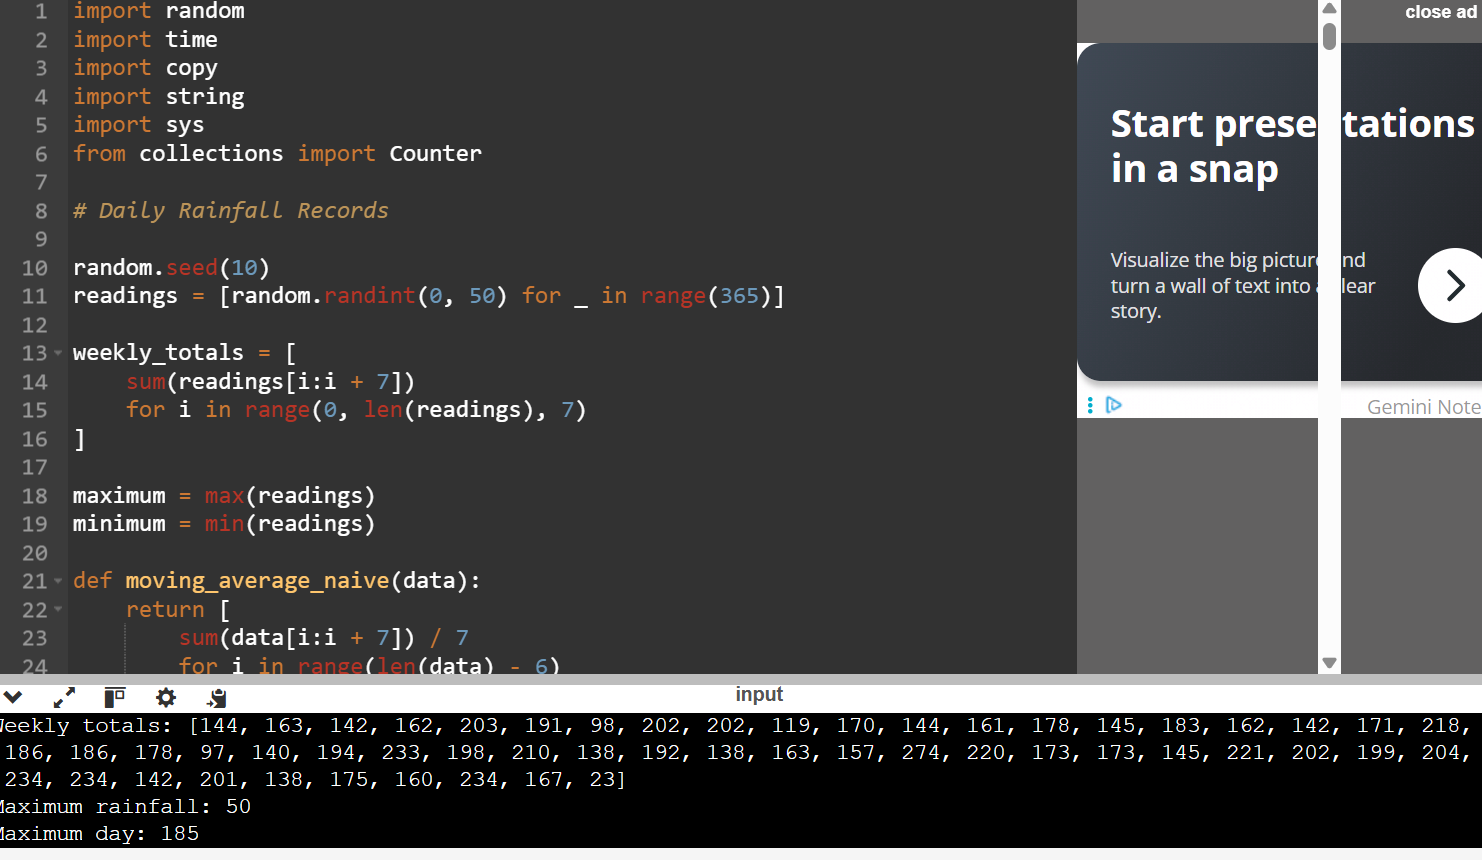 1 import random
2 import time
3 import copy
4 import string
5 import sys
6 from collections import Counter
7
8 # Daily Rainfall Records
9
10 random.seed(10)
11 readings = [random.randint(0, 50) for _ in range(365)]
12
13 weekly_totals = [
14     sum(readings[i:i + 7])
15     for i in range(0, len(readings), 7)
16 ]
17
18 maximum = max(readings)
19 minimum = min(readings)
20
21 def moving_average_naive(data):
22     return [
23         sum(data[i:i + 7]) / 7
24         for i in range(len(data) - 6)
close ad
Start prese tations
in a snap
Visualize the big pictur nd
turn a wall of text into lear
story.
Gemini Note
input
Weekly totals: [144, 163, 142, 162, 203, 191, 98, 202, 202, 119, 170, 144, 161, 178, 145, 183, 162, 142, 171, 218,
186, 186, 178, 97, 140, 194, 233, 198, 210, 138, 192, 138, 163, 157, 274, 220, 173, 173, 145, 221, 202, 199, 204,
234, 234, 142, 201, 138, 175, 160, 234, 167, 23]
Maximum rainfall: 50
Maximum day: 185